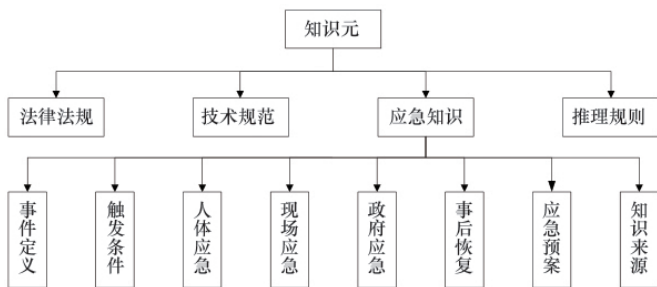 知识元
法律法规
技术规范
应急知识
推理规则
事件定义
触发条件
人体应急
现场应急
政府应急
事后恢复
应急预案
知识来源